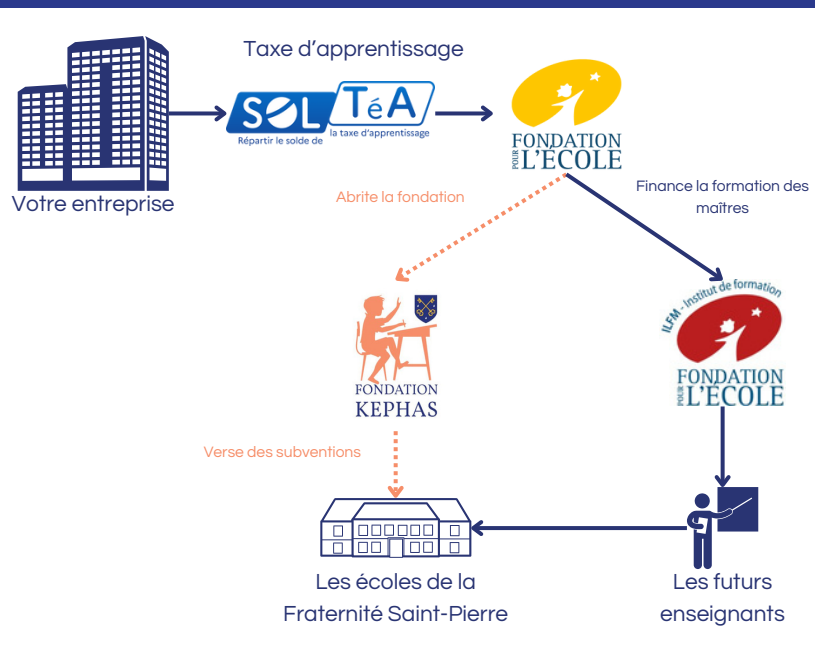 Taxe d'apprentissage
SOLTéA
Répartir le solde de
la taxe d'apprentissage
FONDATION
POUR L'ÉCOLE
Votre entreprise
Abrite la fondation
Finance la formation des
maîtres
ILFM - Institut de formation
FONDATION
POUR L'ÉCOLE
FONDATION
KEPHAS
Verse des subventions
Les écoles de la
Fraternité Saint-Pierre
Les futurs
enseignants